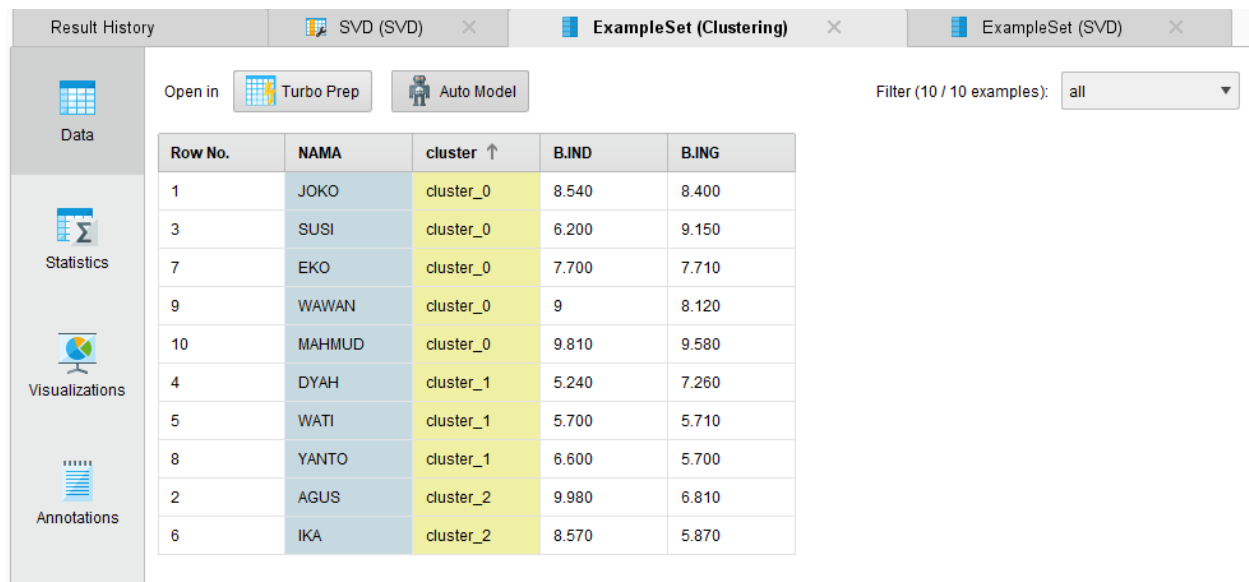 Result History SVD (SVD) ExampleSet (Clustering) ExampleSet (SVD)
Open in Turbo Prep Auto Model Filter (10 / 10 examples): all
Data
Statistics
Visualizations
Annotations
Row No. NAMA cluster ↑ B.IND B.ING
1 JOKO cluster_0 8.540 8.400
3 SUSI cluster_0 6.200 9.150
7 EKO cluster_0 7.700 7.710
9 WAWAN cluster_0 9 8.120
10 MAHMUD cluster_0 9.810 9.580
4 DYAH cluster_1 5.240 7.260
5 WATI cluster_1 5.700 5.710
8 YANTO cluster_1 6.600 5.700
2 AGUS cluster_2 9.980 6.810
6 IKA cluster_2 8.570 5.870